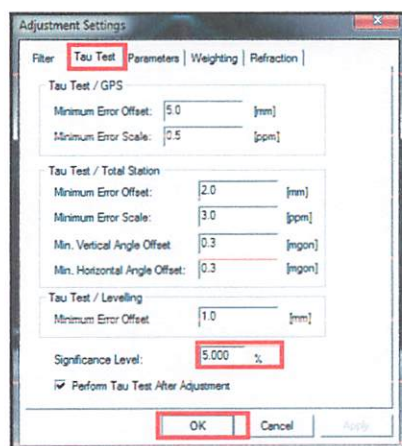 Adjustment Settings
Filter Tau Test Parameters Weighting Refraction
Tau Test / GPS
Minimum Error Offset: 5.0 [mm]
Minimum Error Scale: 0.5 [ppm]
Tau Test / Total Station
Minimum Error Offset: 2.0 [mm]
Minimum Error Scale: 3.0 [ppm]
Min. Vertical Angle Offset 0.3 [mgon]
Min. Horizontal Angle Offset: 0.3 [mgon]
Tau Test / Levelling
Minimum Error Offset 1.0 [mm]
Significance Level: 5.000 %
Perform Tau Test After Adjustment
OK Cancel Apply